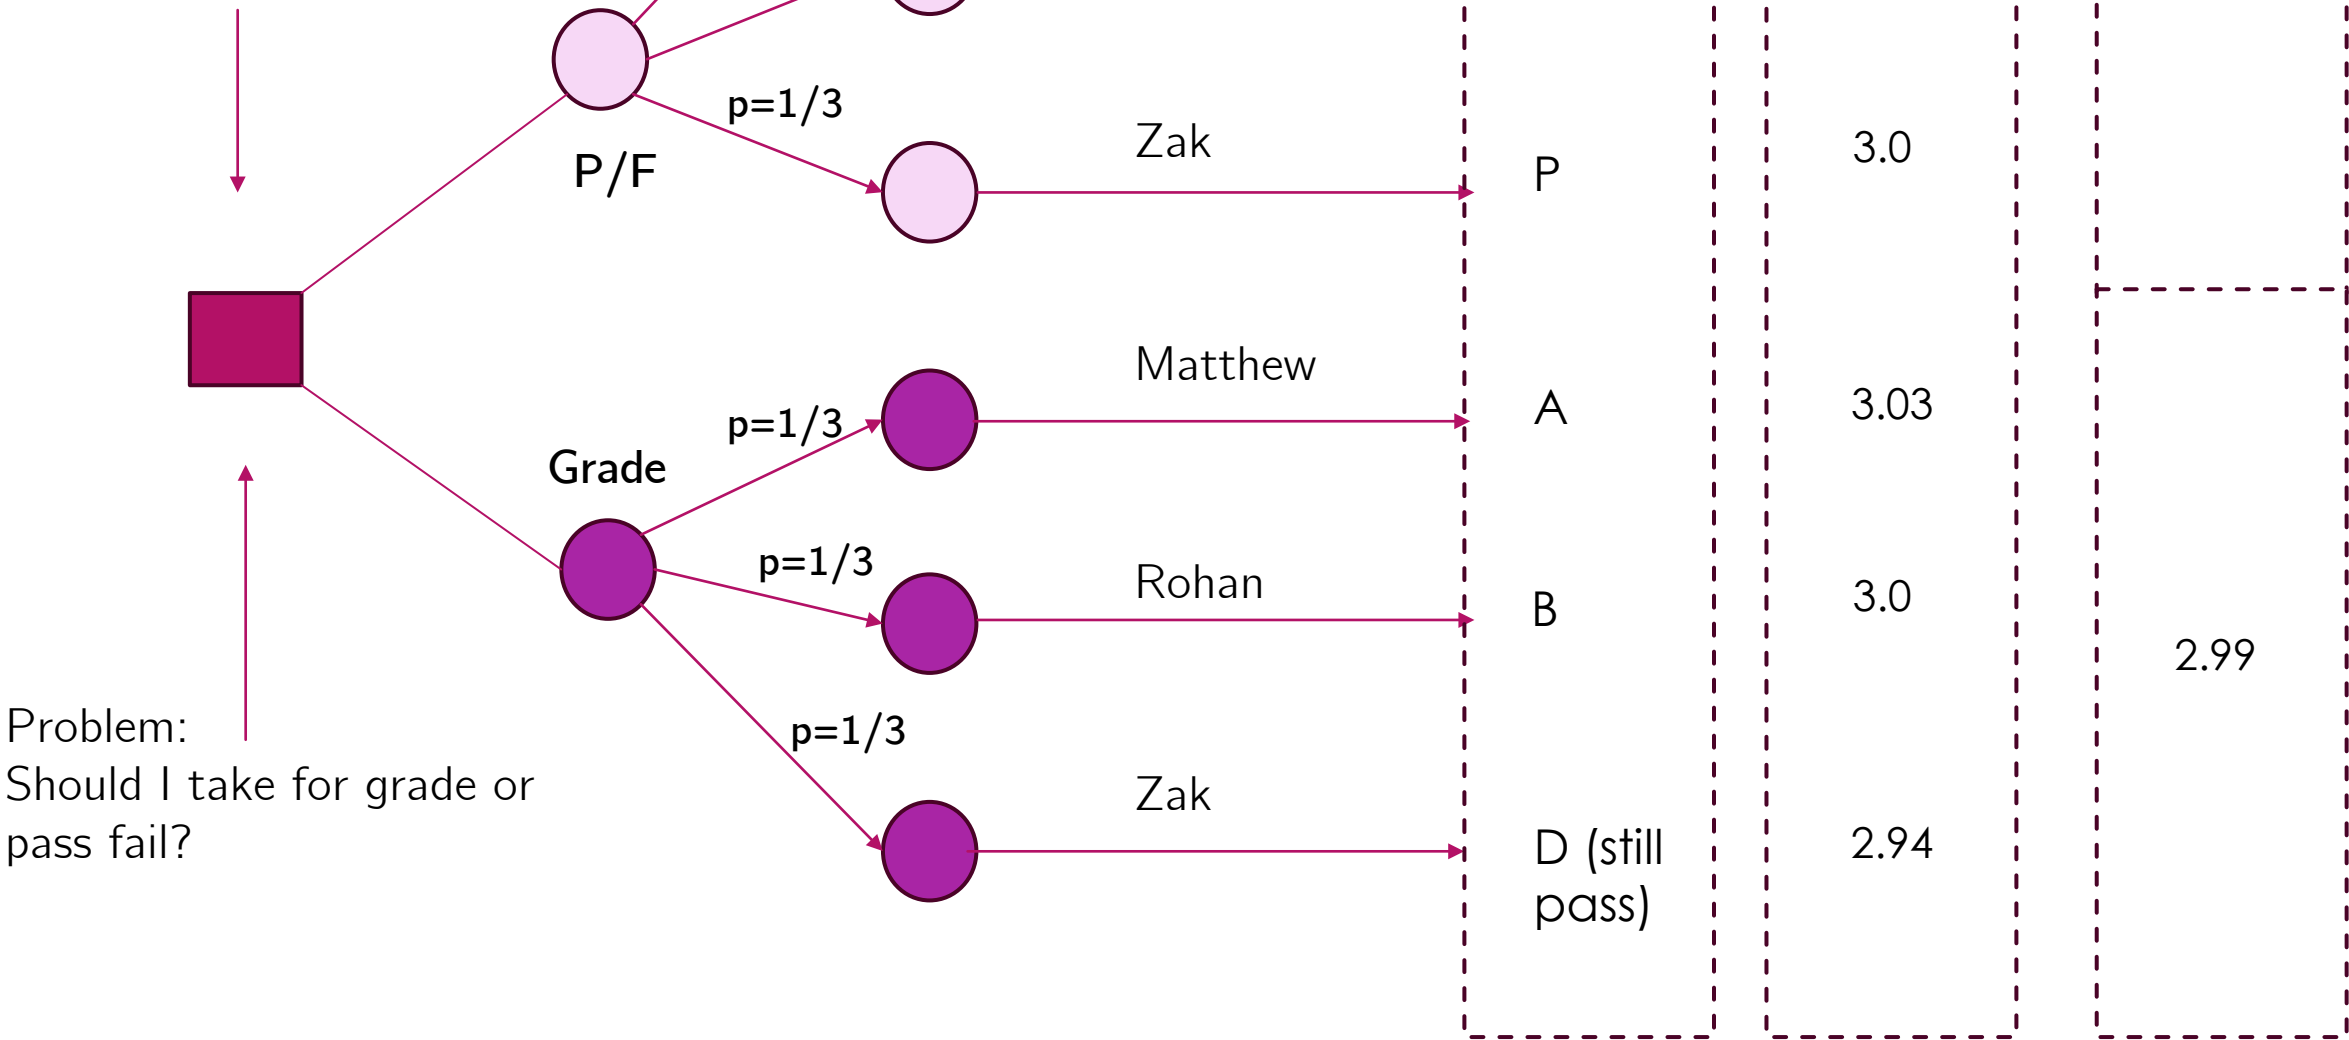 p=1/3
Zak
3.0
P/F
P
Matthew
3.03
A
p=1/3
Grade
p=1/3
Rohan
3.0
B
2.99
Problem:
Should I take for grade or
pass fail?
p=1/3
Zak
D (still
pass)
2.94